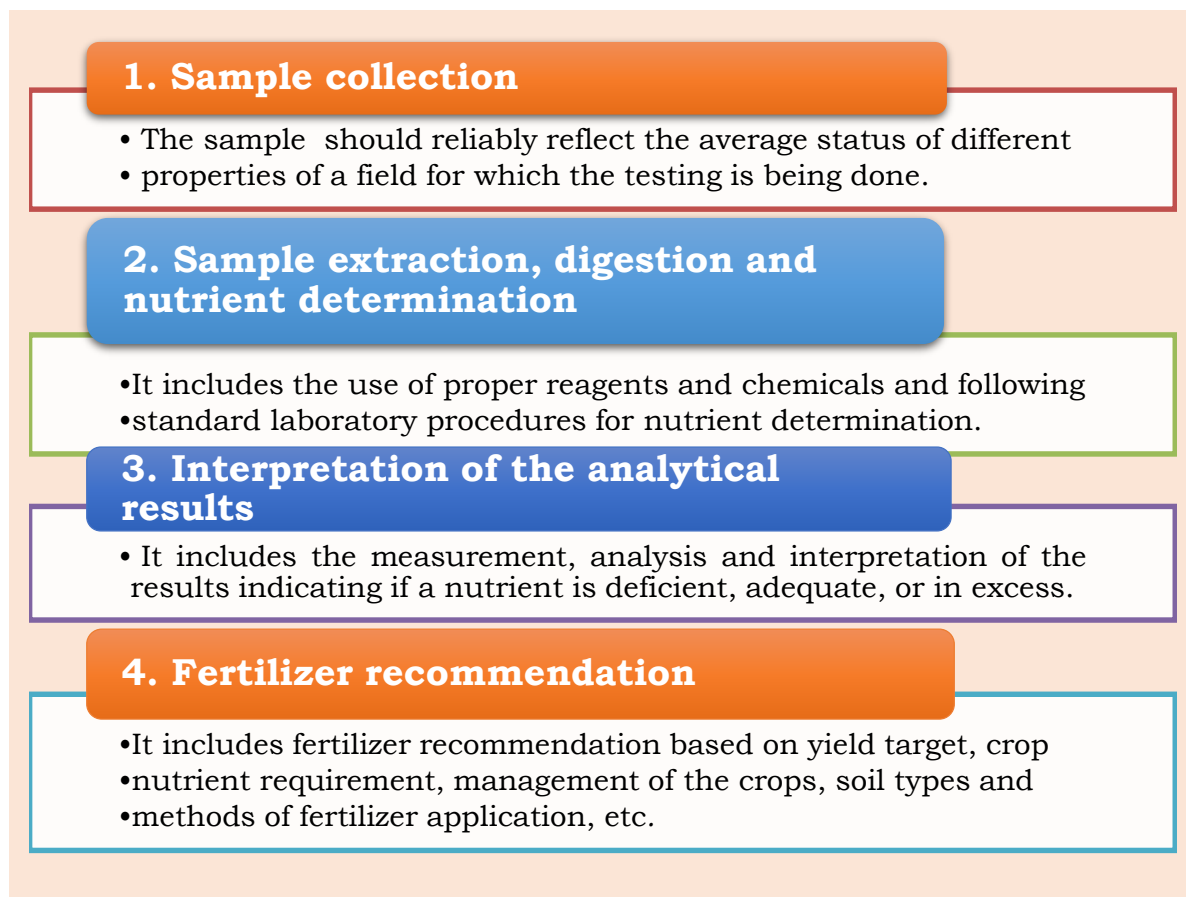 1. Sample collection
• The sample  should reliably reflect the average status of different
• properties of a field for which the testing is being done.
2. Sample extraction, digestion and
nutrient determination
•It includes the use of proper reagents and chemicals and following
•standard laboratory procedures for nutrient determination.
3. Interpretation of the analytical
results
• It includes the measurement, analysis and interpretation of the
results indicating if a nutrient is deficient, adequate, or in excess.
4. Fertilizer recommendation
•It includes fertilizer recommendation based on yield target, crop
•nutrient requirement, management of the crops, soil types and
•methods of fertilizer application, etc.